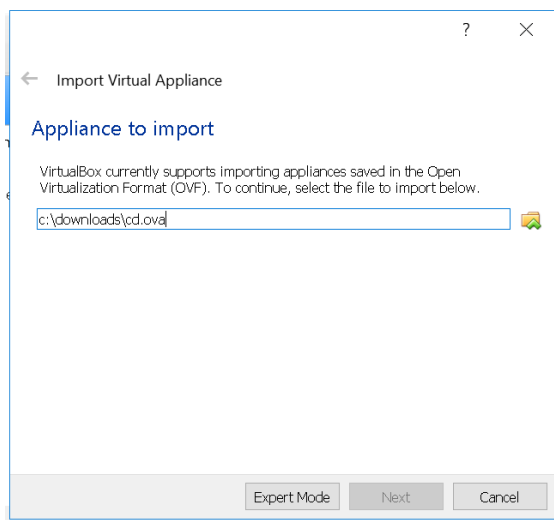 ?
Import Virtual Appliance
Appliance to import
VirtualBox currently supports importing appliances saved in the Open
Virtualization Format (OVF). To continue, select the file to import below.
c:\downloads\cd.ova
Expert Mode Next Cancel